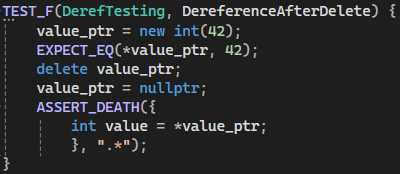 TEST_F(DerefTesting, DereferenceAfterDelete) {
    value_ptr = new int(42);
    EXPECT_EQ(*value_ptr, 42);
    delete value_ptr;
    value_ptr = nullptr;
    ASSERT_DEATH({
        int value = *value_ptr;
        }, ".*");
}